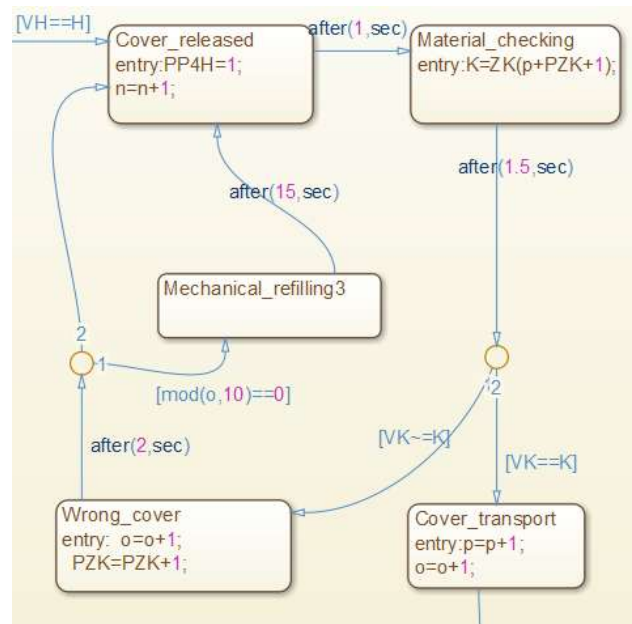 [VH==H]
Cover_released
entry:PP4H=1;
n=n+1;
after(1,sec)
Material_checking
entry:K=ZK(p+PZK+1);
after(15,sec)
after(1.5,sec)
Mechanical_refilling3
2
1
[mod(o,10)==0]
2
[VK~=K]
[VK==K]
after(2,sec)
Wrong_cover
entry: o=o+1;
PZK=PZK+1;
Cover_transport
entry:p=p+1;
o=o+1;